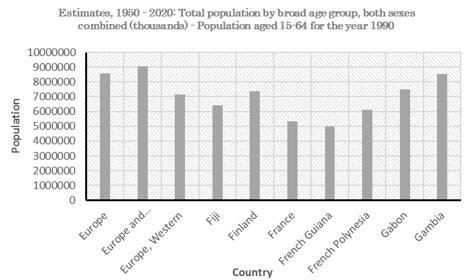 Estimates, 1950 - 2020: Total population by broad age group, both sexes
combined (thousands) - Population aged 15-64 for the year 1990
Population
10000000
9000000
8000000
7000000
6000000
5000000
4000000
3000000
2000000
1000000
0
Europe
Europe and...
Europe, Western
Fiji
Finland
France
French Guiana
French Polynesia
Gabon
Gambia
Country